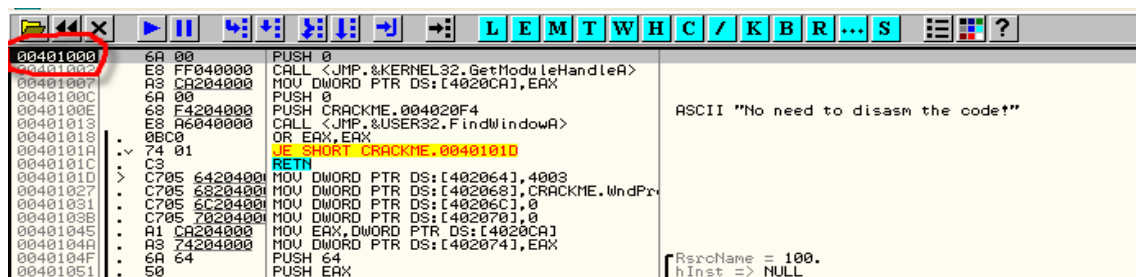 L E M T W H C / K B R ... S ?
00401000 6A 00 PUSH 0
00401002 E8 FF040000 CALL <JMP.&KERNEL32.GetModuleHandleA>
00401007 A3 CA204000 MOV DWORD PTR DS:[4020CA],EAX
0040100C 6A 00 PUSH 0
0040100E 68 F4204000 PUSH CRACKME.004020F4 ASCII "No need to disasm the code!"
00401013 E8 A6040000 CALL <JMP.&USER32.FindWindowA>
00401018 . 0BC0 OR EAX,EAX
0040101A .v 74 01 JE SHORT CRACKME.0040101D
0040101C . C3 RETN
0040101D > C705 64204000 MOV DWORD PTR DS:[402064],4003
00401027 . C705 68204000 MOV DWORD PTR DS:[402068],CRACKME.WndPr
00401031 . C705 6C204000 MOV DWORD PTR DS:[40206C],0
0040103B . C705 70204000 MOV DWORD PTR DS:[402070],0
00401045 . A1 CA204000 MOV EAX,DWORD PTR DS:[4020CA]
0040104A . A3 74204000 MOV DWORD PTR DS:[402074],EAX
0040104F . 6A 64 PUSH 64 RsrcName = 100.
00401051 . 50 PUSH EAX hInst => NULL